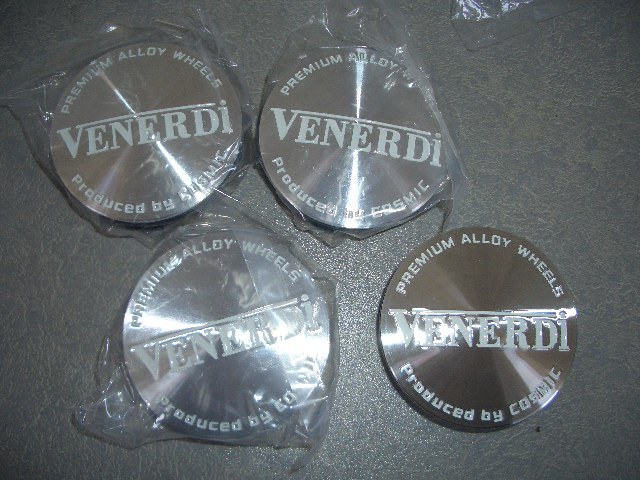 PREMIUM ALLOY WHEELS
VENERDi
Produced by
PREMIUM ALLOY
VENERDi
Produced COSMIC
PREMIUM ALLOY WHEELS
VENERDi
Produced by
PREMIUM ALLOY WHEELS
VENERDi
Produced by COSMIC